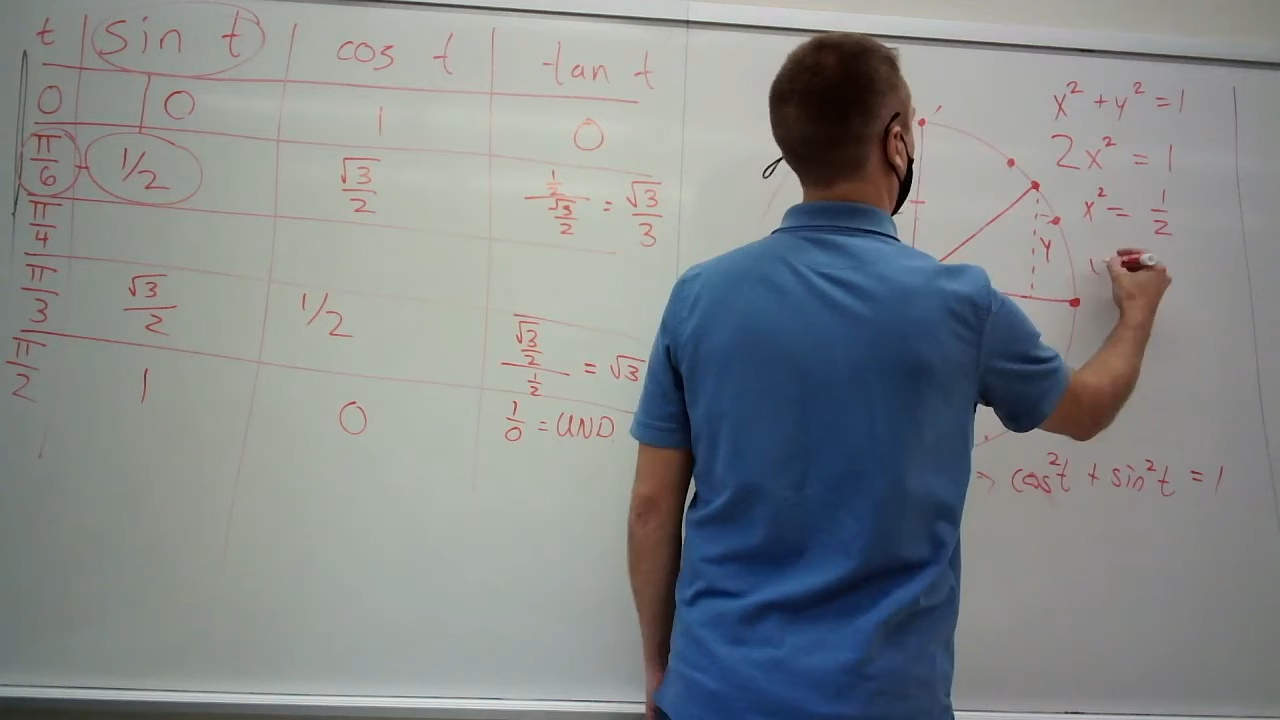 t sin t cos t tan t
0 0 1 0
π/6 1/2 √3/2 1/2/√3/2 = √3/3
π/4
π/3 √3/2 1/2 √3/2/1/2 = √3
π/2 1 0 1/0 = UND
x² + y² = 1
2x² = 1
x² = 1/2
y
cos²t + sin²t = 1